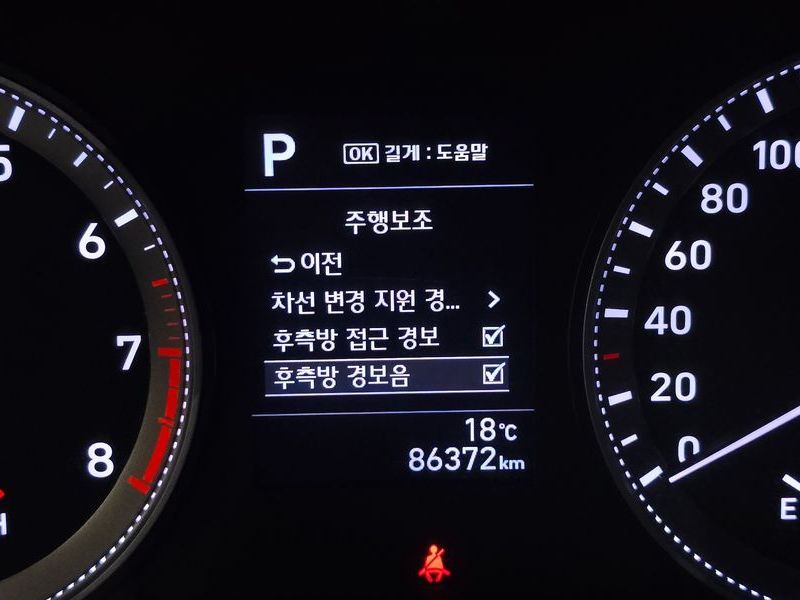 P OK 길게 : 도움말
주행보조
이전
차선 변경 지원 경...
후측방 접근 경보
후측방 경보음
18℃
86372km
5
6
7
8
H
100
80
60
40
20
0
E